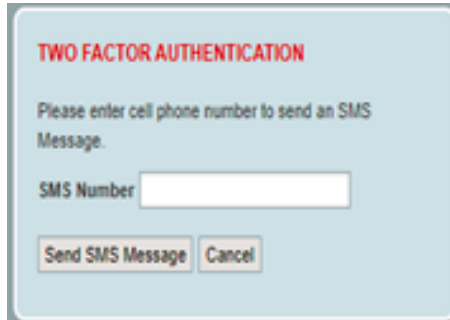 TWO FACTOR AUTHENTICATION
Please enter cell phone number to send an SMS
Message.
SMS Number
Send SMS Message Cancel